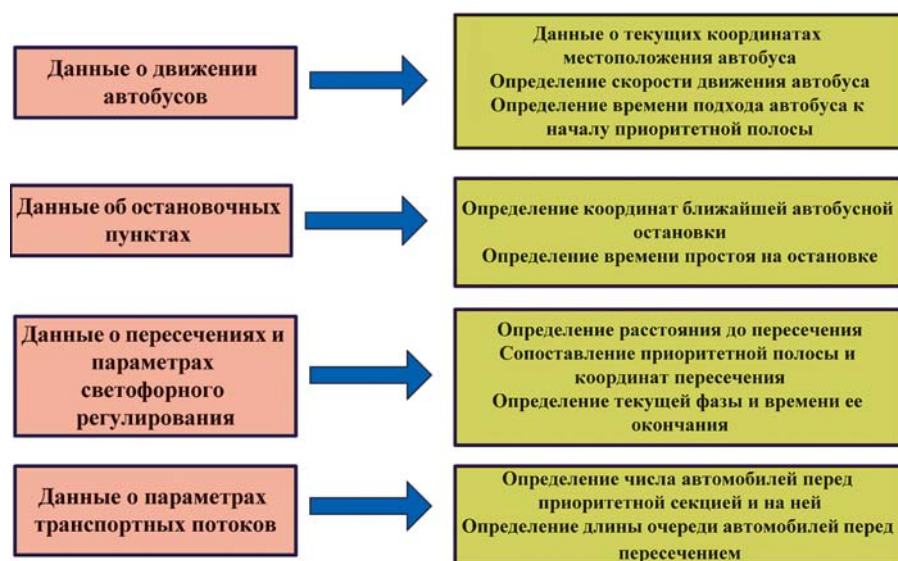 Данные о движении
автобусов
Данные о текущих координатах
местоположения автобуса
Определение скорости движения автобуса
Определение времени подхода автобуса к
началу приоритетной полосы
Данные об остановочных
пунктах
Определение координат ближайшей автобусной
остановки
Определение времени простоя на остановке
Данные о пересечениях и
параметрах
светофорного
регулирования
Определение расстояния до пересечения
Сопоставление приоритетной полосы и
координат пересечения
Определение текущей фазы и времени ее
окончания
Данные о параметрах
транспортных потоков
Определение числа автомобилей перед
приоритетной секцией и на ней
Определение длины очереди автомобилей перед
пересечением